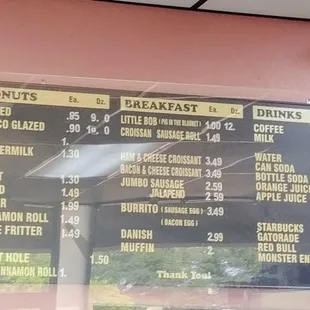 NUTS Ea. Dz.
BREAKFAST Ea. Dz.
DRINKS
ED .95 9. 0
CO GLAZED .90 0
ERMILK 1.30
1.30
1.49
R 1.99
NAMON ROLL 1.49
E FRITTER 1.49
T HOLE 1.50
NNAMON ROLL 1.
LITTLE BOB (PIG IN THE BLANKET) 1.00 12.
CROISSAN SAUSAGE ROLL 1.49
HAM & CHEESE CROISSANT 3.49
BACON & CHEESE CROISSANT 3.49
JUMBO SAUSAGE 2.59
JALAPENO 2.59
BURRITO (SAUSAGE EGG) 3.49
(BACON EGG)
DANISH 2.99
MUFFIN 2
Thank You!
COFFEE
MILK
WATER
CAN SODA
BOTTLE SODA
ORANGE JUICE
APPLE JUICE
STARBUCKS
GATORADE
RED BULL
MONSTER EN